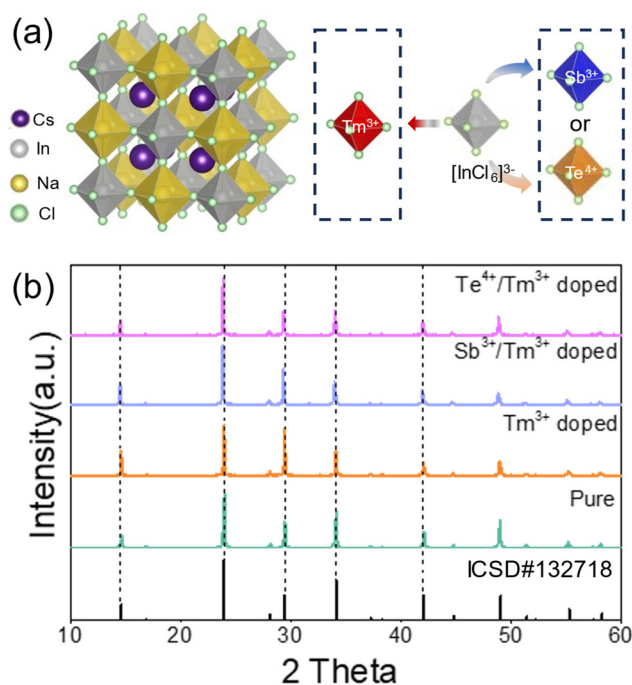 (a)
Cs
In
Na
Cl
Tm³⁺
[InCl₆]³⁻
Sb³⁺
or
Te⁴⁺
(b)
Te⁴⁺/Tm³⁺ doped
Sb³⁺/Tm³⁺ doped
Tm³⁺ doped
Pure
ICSD#132718
Intensity(a.u.)
10 20 30 40 50 60
2 Theta